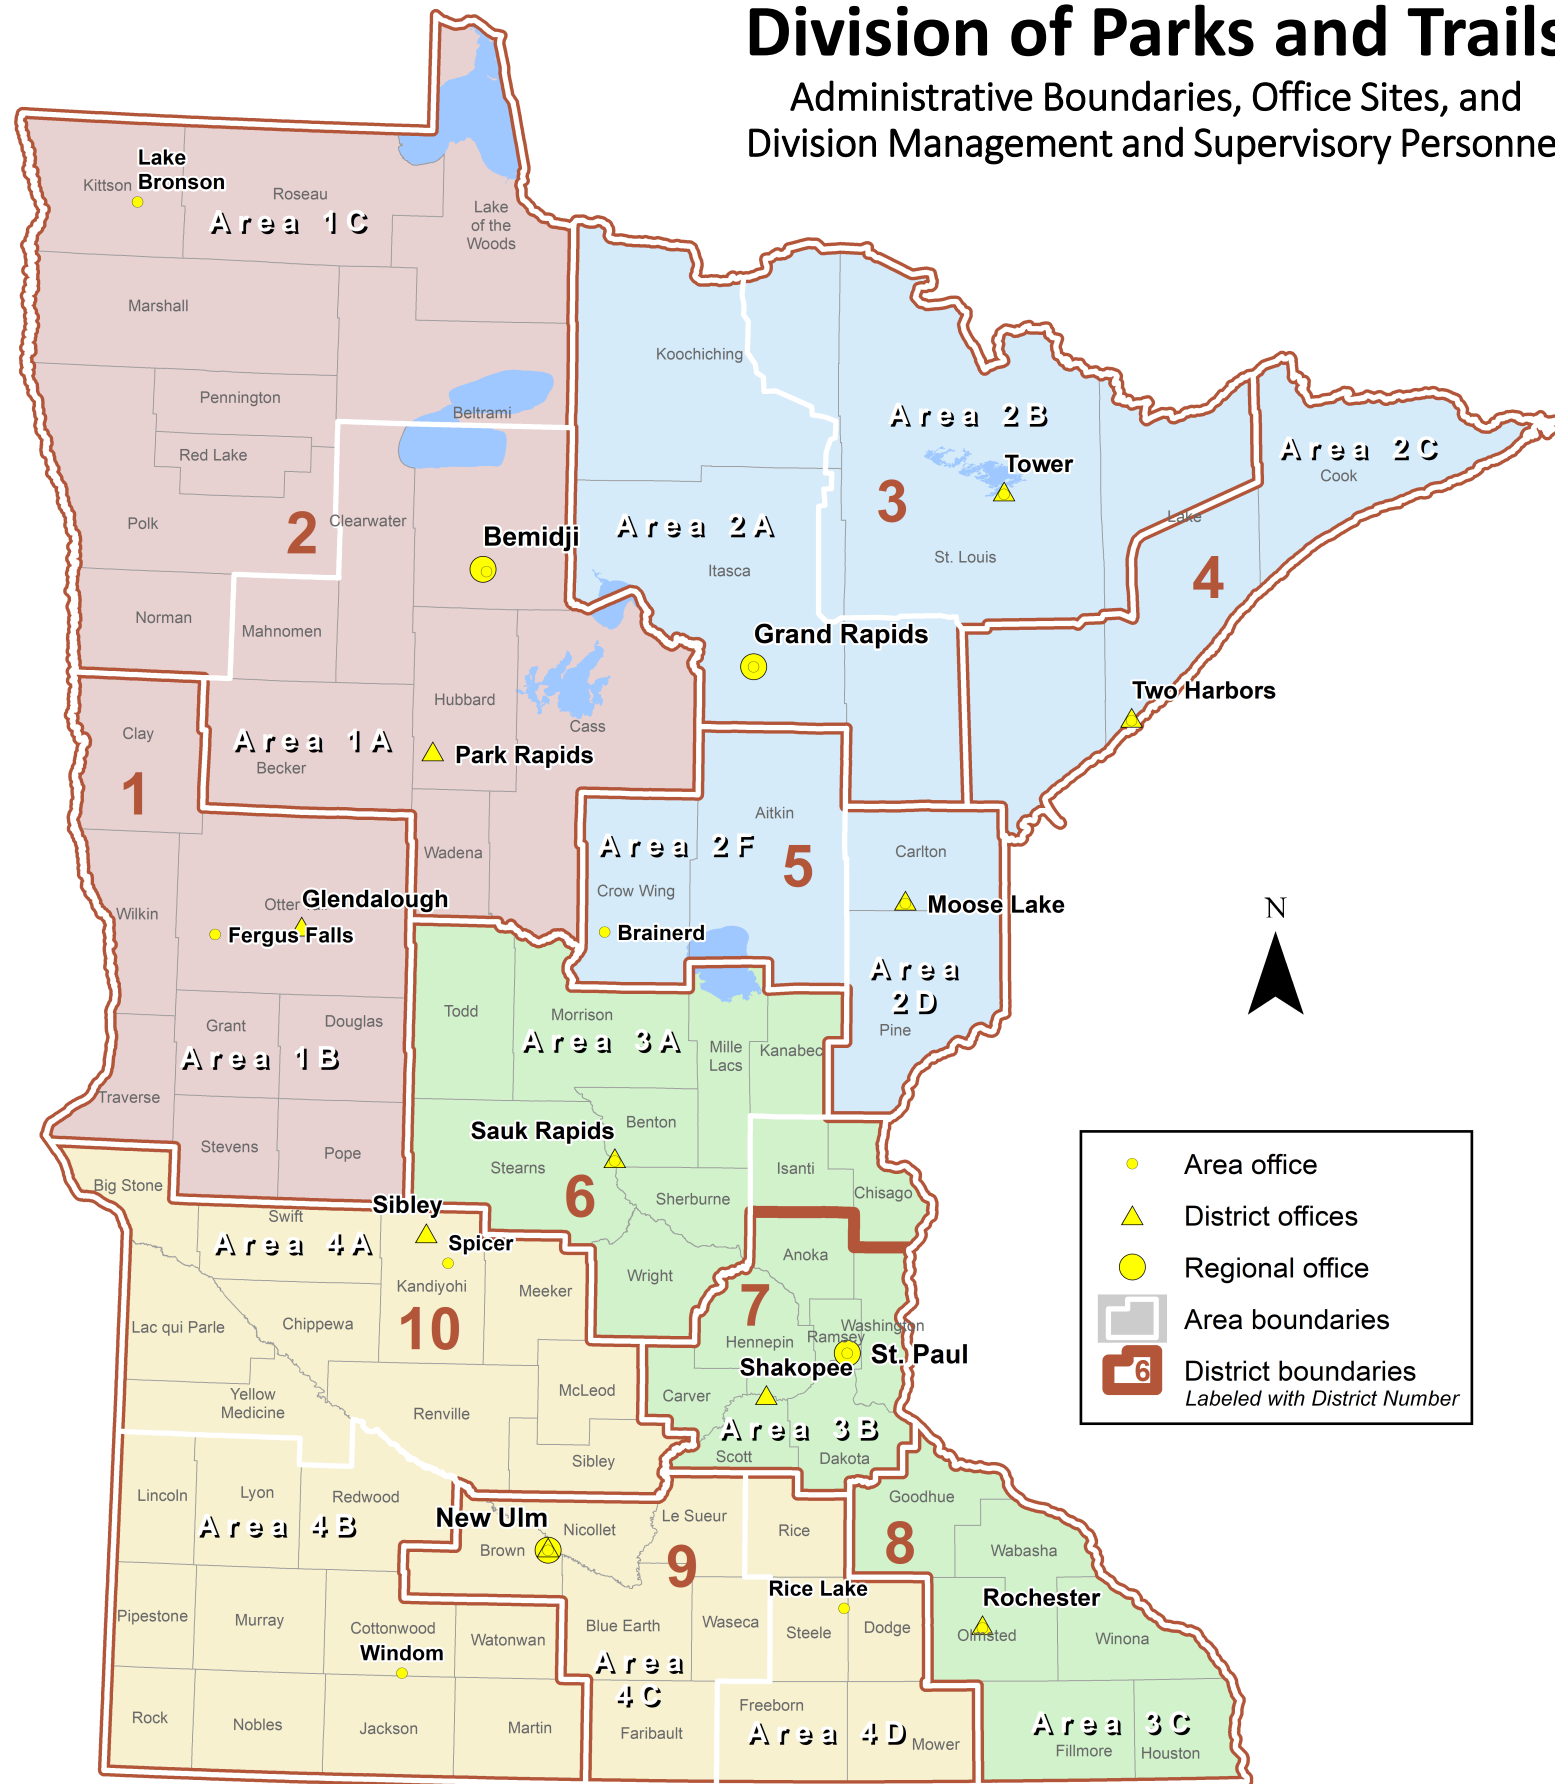 Division of Parks and Trails
Administrative Boundaries, Office Sites, and
Division Management and Supervisory Personne
Lake
Bronson
Kittson
Roseau
Area 1C
Lake
of the
Woods
Marshall
Koochiching
Pennington
Beltrami
Area 2B
Area 2C
Cook
Red Lake
Tower
3
Polk
2
Clearwater
Bemidji
Area 2A
Lake
St. Louis
Itasca
4
Norman
Mahnomen
Grand Rapids
Two Harbors
Hubbard
Cass
Clay
Area 1A
Becker
Park Rapids
1
Aitkin
Area 2F
5
Carlton
Wadena
Crow Wing
Glendalough
Otter
Moose Lake
Wilkin
Fergus Falls
Brainerd
N
Area
2D
Pine
Todd
Morrison
Grant
Douglas
Area 3A
Mille
Lacs
Kanabec
Area 1B
Traverse
Benton
Sauk Rapids
Stevens
Pope
Stearns
Isanti
6
Big Stone
Sherburne
Chisago
Sibley
Swift
Area 4A
Spicer
Anoka
Kandiyohi
Wright
Meeker
7
Lac qui Parle
Chippewa
10
Washington
Ramsey
Hennepin
St. Paul
Shakopee
Yellow
Medicine
McLeod
Carver
Renville
Area 3B
Scott
Dakota
Sibley
Lincoln
Lyon
Redwood
Goodhue
Area 4B
New Ulm
Nicollet
Le Sueur
Rice
8
Brown
Wabasha
9
Rice Lake
Rochester
Pipestone
Murray
Cottonwood
Blue Earth
Waseca
Steele
Dodge
Olmsted
Winona
Watonwan
Windom
Area
4C
Rock
Nobles
Jackson
Martin
Faribault
Freeborn
Area 4D
Mower
Area 3C
Fillmore
Houston
Area office
District offices
Regional office
Area boundaries
6
District boundaries
Labeled with District Number